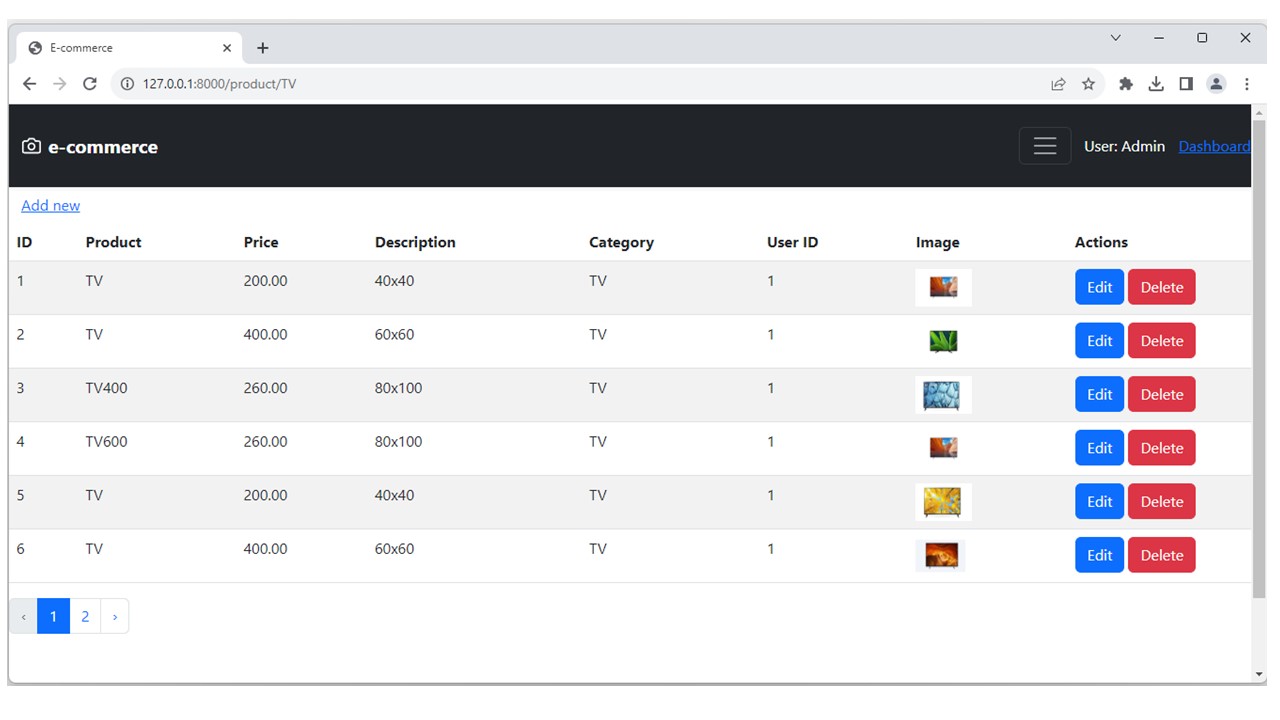 E-commerce
127.0.0.1:8000/product/TV
e-commerce User: Admin Dashboard
Add new
ID Product Price Description Category User ID Image Actions
1 TV 200.00 40x40 TV 1 Edit Delete
2 TV 400.00 60x60 TV 1 Edit Delete
3 TV400 260.00 80x100 TV 1 Edit Delete
4 TV600 260.00 80x100 TV 1 Edit Delete
5 TV 200.00 40x40 TV 1 Edit Delete
6 TV 400.00 60x60 TV 1 Edit Delete
‹ 1 2 ›